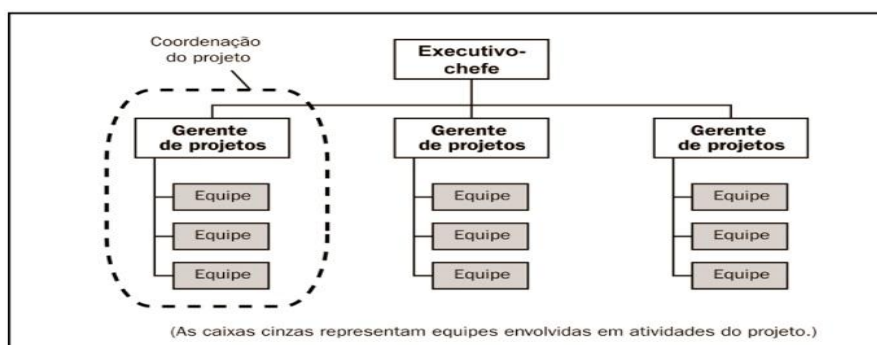 Coordenação
do projeto
Executivo-
chefe
Gerente
de projetos
Gerente
de projetos
Gerente
de projetos
Equipe
Equipe
Equipe
Equipe
Equipe
Equipe
Equipe
Equipe
Equipe
(As caixas cinzas representam equipes envolvidas em atividades do projeto.)